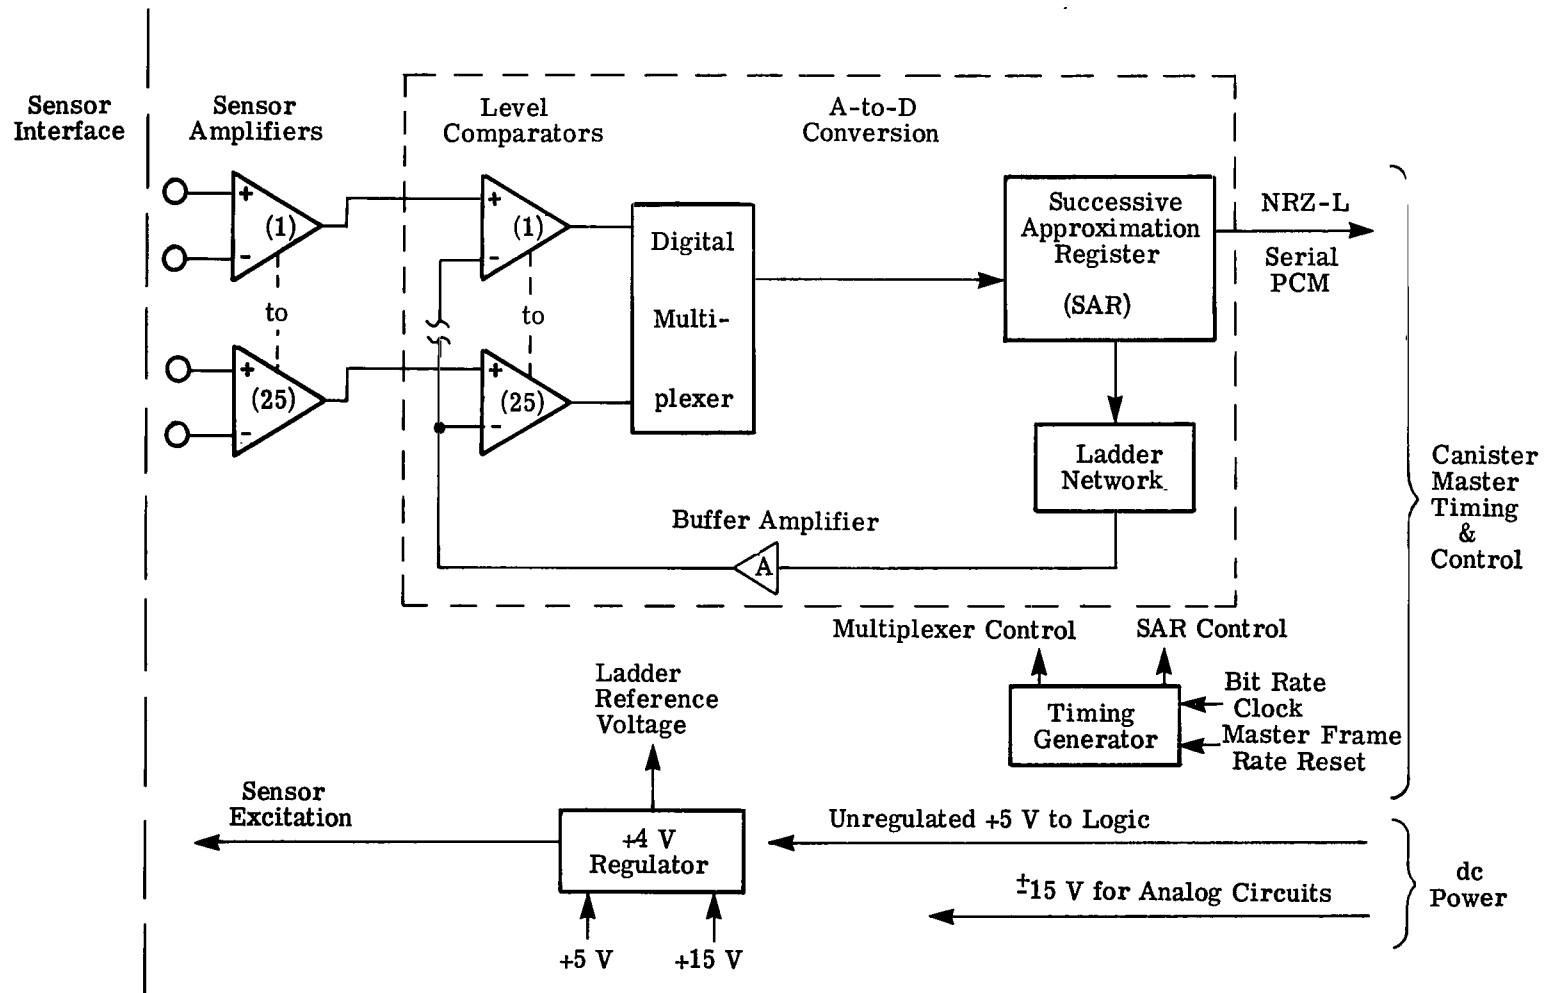 Sensor
Interface
Sensor
Amplifiers
Level
Comparators
A-to-D
Conversion
+
(1)
-
to
+
(25)
-
+
(1)
-
to
+
(25)
-
Digital
Multi-
plexer
Successive
Approximation
Register
(SAR)
NRZ-L
Serial
PCM
Ladder
Network
Buffer Amplifier
A
Canister
Master
Timing
&
Control
Multiplexer Control
SAR Control
Timing
Generator
Bit Rate
Clock
Master Frame
Rate Reset
Ladder
Reference
Voltage
Sensor
Excitation
+4 V
Regulator
+5 V
+15 V
Unregulated +5 V to Logic
±15 V for Analog Circuits
dc
Power